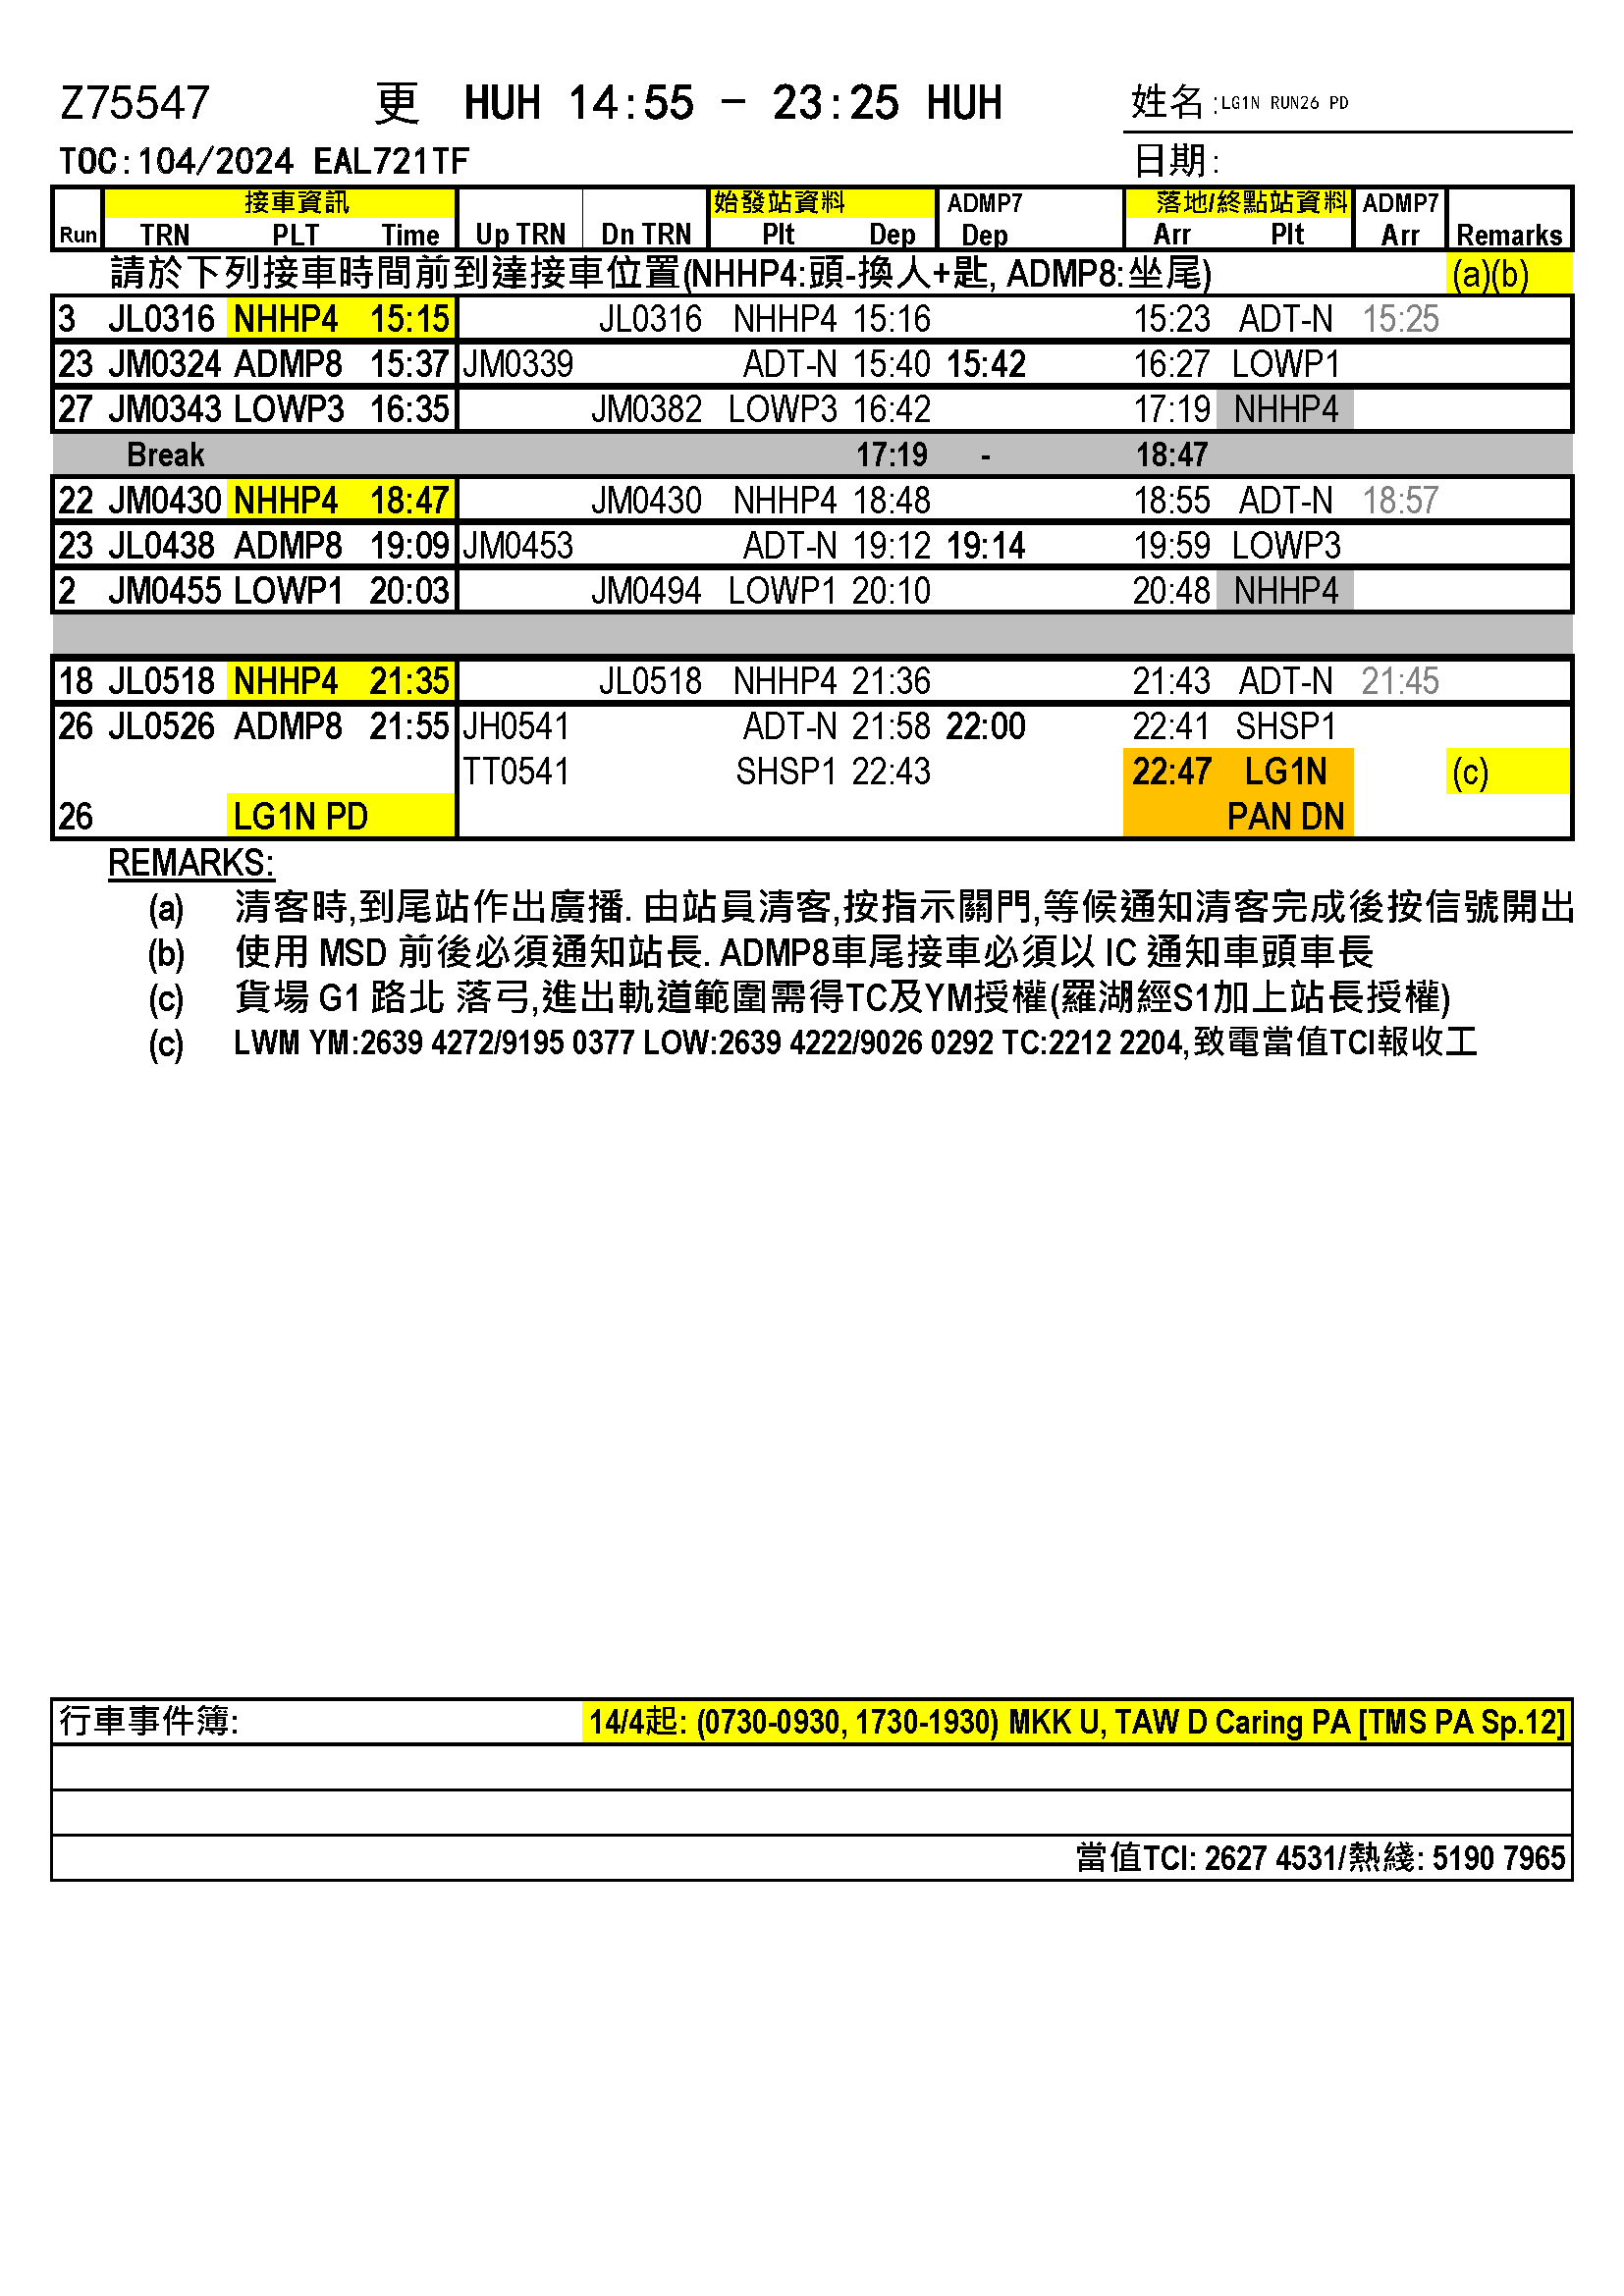 Z75547 更 HUH 14:55 - 23:25 HUH 姓名:LG1N RUN26 PD
TOC:104/2024 EAL721TF 日期:
接車資訊 始發站資料 ADMP7 落地/終點站資料 ADMP7
Run TRN PLT Time Up TRN Dn TRN Plt Dep Dep Arr Plt Arr Remarks
請於下列接車時間前到達接車位置(NHHP4:頭-換人+匙, ADMP8:坐尾) (a)(b)
3 JL0316 NHHP4 15:15 JL0316 NHHP4 15:16 15:23 ADT-N 15:25
23 JM0324 ADMP8 15:37 JM0339 ADT-N 15:40 15:42 16:27 LOWP1
27 JM0343 LOWP3 16:35 JM0382 LOWP3 16:42 17:19 NHHP4
Break 17:19 - 18:47
22 JM0430 NHHP4 18:47 JM0430 NHHP4 18:48 18:55 ADT-N 18:57
23 JL0438 ADMP8 19:09 JM0453 ADT-N 19:12 19:14 19:59 LOWP3
2 JM0455 LOWP1 20:03 JM0494 LOWP1 20:10 20:48 NHHP4
18 JL0518 NHHP4 21:35 JL0518 NHHP4 21:36 21:43 ADT-N 21:45
26 JL0526 ADMP8 21:55 JH0541 ADT-N 21:58 22:00 22:41 SHSP1
TT0541 SHSP1 22:43 22:47 LG1N (c)
26 LG1N PD PAN DN
REMARKS:
(a) 清客時,到尾站作出廣播. 由站員清客,按指示關門,等候通知清客完成後按信號開出
(b) 使用 MSD 前後必須通知站長. ADMP8車尾接車必須以 IC 通知車頭車長
(c) 貨場 G1 路北 落弓,進出軌道範圍需得TC及YM授權(羅湖經S1加上站長授權)
(c) LWM YM:2639 4272/9195 0377 LOW:2639 4222/9026 0292 TC:2212 2204,致電當值TCI報收工
行車事件簿: 14/4起: (0730-0930, 1730-1930) MKK U, TAW D Caring PA [TMS PA Sp.12]
當值TCI: 2627 4531/熱綫: 5190 7965